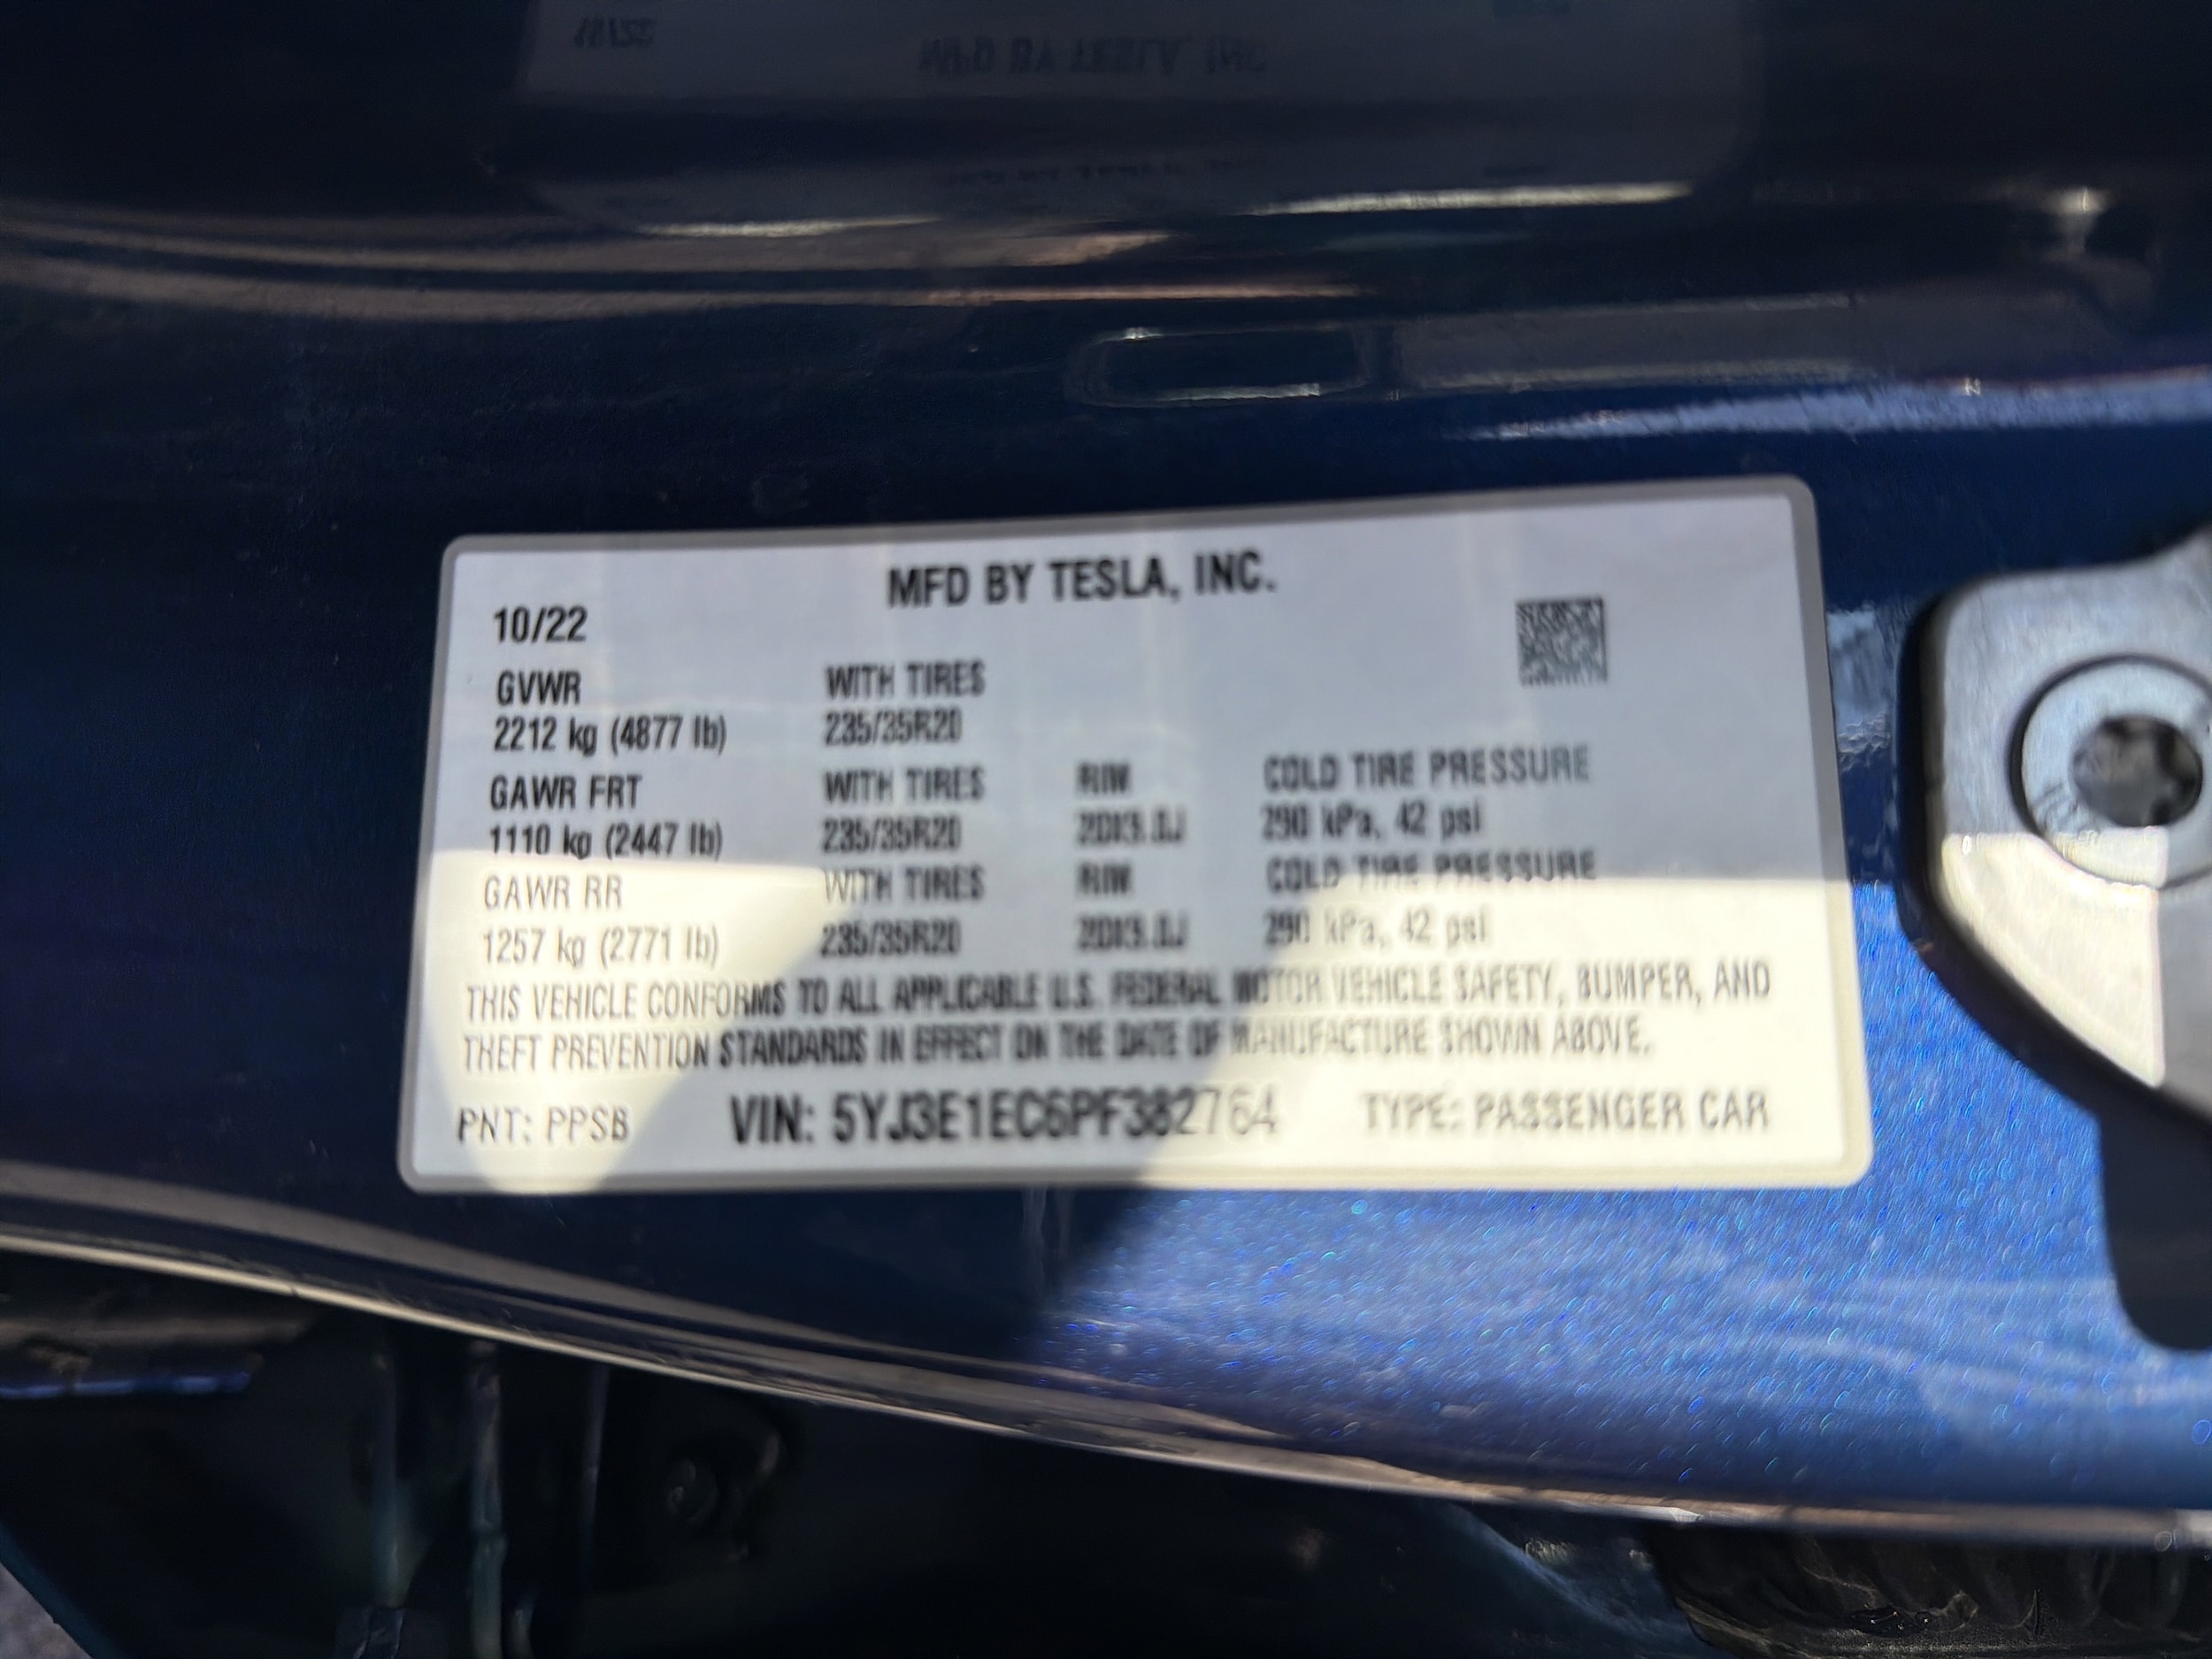 MFD BY TESLA, INC.
10/22
GVWR WITH TIRES
2212 kg (4877 lb) 235/35R20
GAWR FRT WITH TIRES RIM COLD TIRE PRESSURE
1110 kg (2447 lb) 235/35R20 20X9.0J 290 kPa, 42 psi
GAWR RR WITH TIRES RIM COLD TIRE PRESSURE
1257 kg (2771 lb) 235/35R20 20X9.0J 290 kPa, 42 psi
THIS VEHICLE CONFORMS TO ALL APPLICABLE U.S. FEDERAL MOTOR VEHICLE SAFETY, BUMPER, AND
THEFT PREVENTION STANDARDS IN EFFECT ON THE DATE OF MANUFACTURE SHOWN ABOVE.
PNT: PPSB VIN: 5YJ3E1EC6PF382764 TYPE: PASSENGER CAR